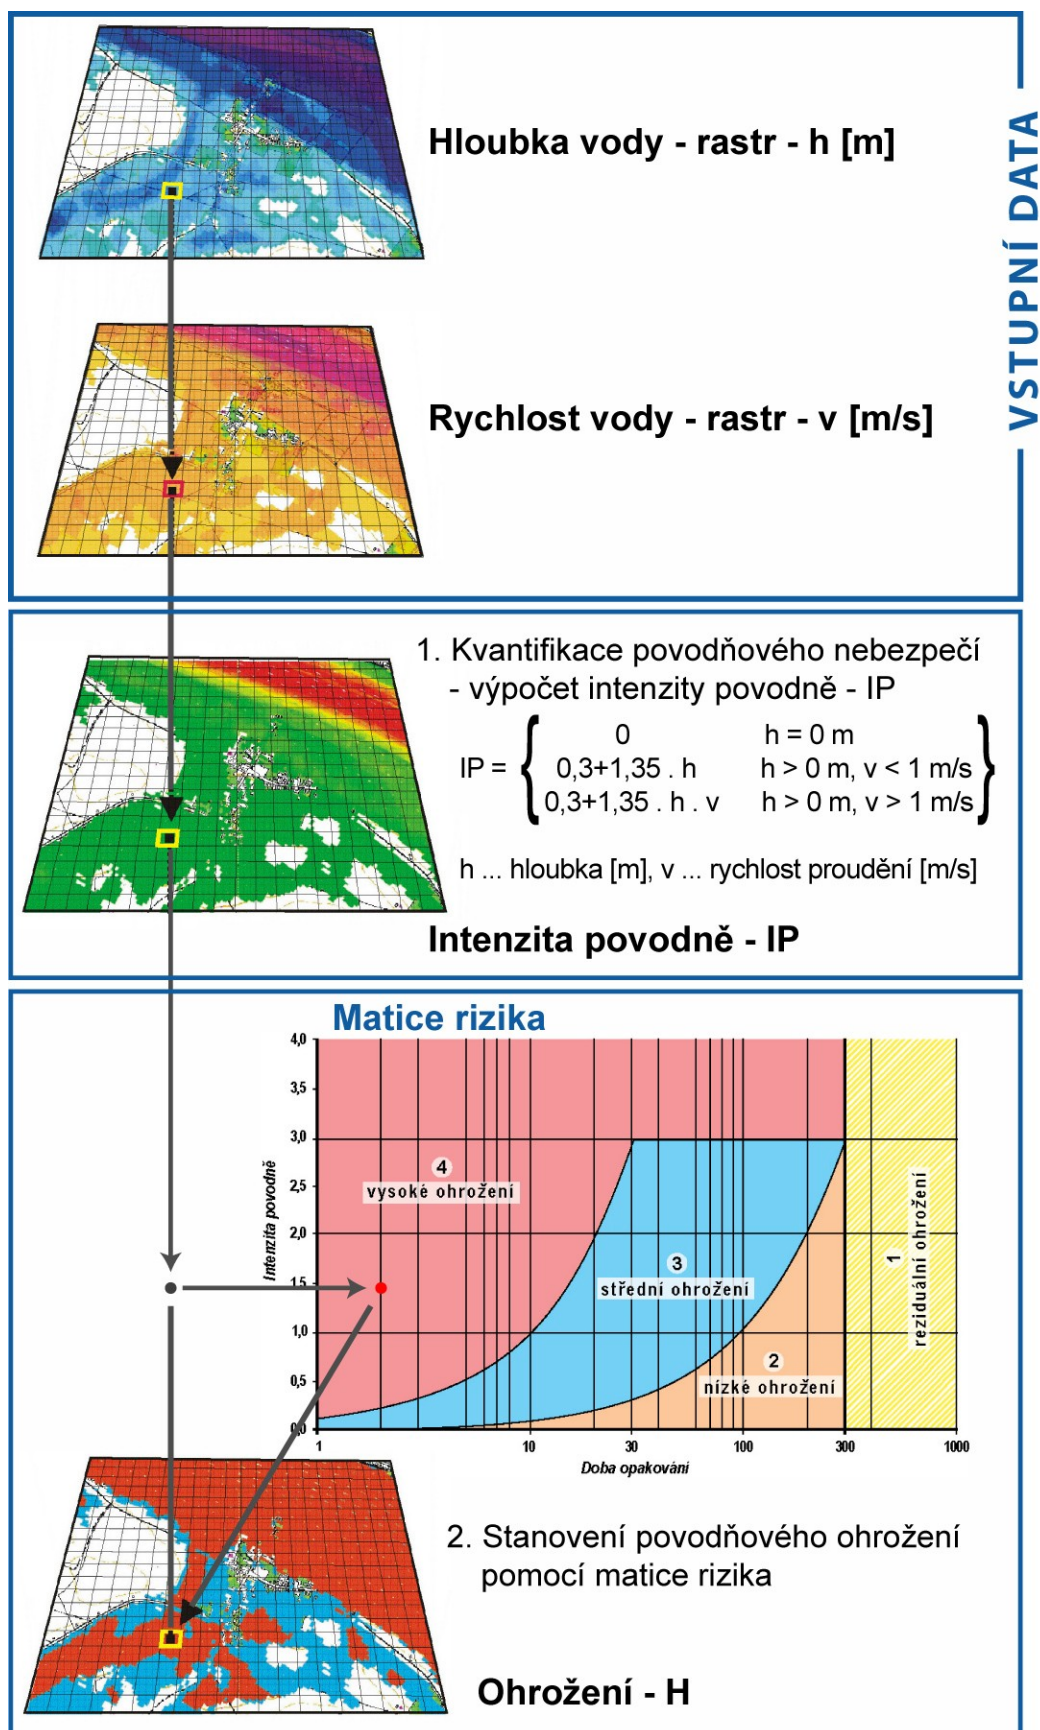 VSTUPNÍ DATA
Hloubka vody - rastr - h [m]
Rychlost vody - rastr - v [m/s]
1. Kvantifikace povodňového nebezpečí
- výpočet intenzity povodně - IP
IP = { 0 h = 0 m
0,3+1,35 . h h > 0 m, v < 1 m/s
0,3+1,35 . h . v h > 0 m, v > 1 m/s }
h ... hloubka [m], v ... rychlost proudění [m/s]
Intenzita povodně - IP
Matice rizika
4,0
3,5
3,0
2,5
2,0
1,5
1,0
0,5
0,0
Intenzita povodně
4
vysoké ohrožení
3
střední ohrožení
2
nízké ohrožení
1
reziduální ohrožení
1 10 30 100 300 1000
Doba opakování
2. Stanovení povodňového ohrožení
pomocí matice rizika
Ohrožení - H